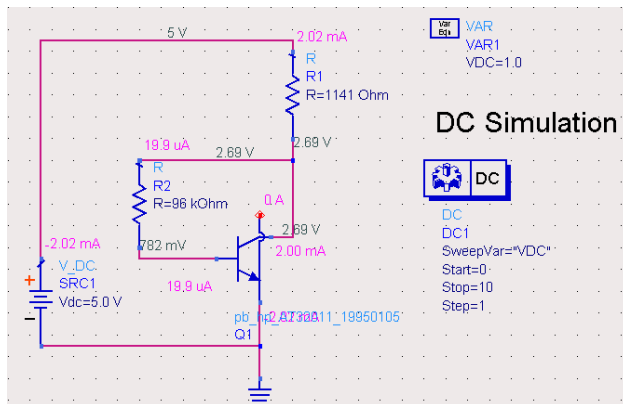 5 V
2.02 mA
R
R1
R=1141 Ohm
Var
Eqn
VAR
VAR1
VDC=1.0
DC Simulation
19.9 uA
2.69 V
2.69 V
R
R2
R=96 kOhm
0 A
DC
2.69 V
782 mV
2.00 mA
DC
DC1
SweepVar="VDC"
Start=0
Stop=10
Step=1
-2.02 mA
V_DC
SRC1
Vdc=5.0 V
+
-
19.9 uA
Q1